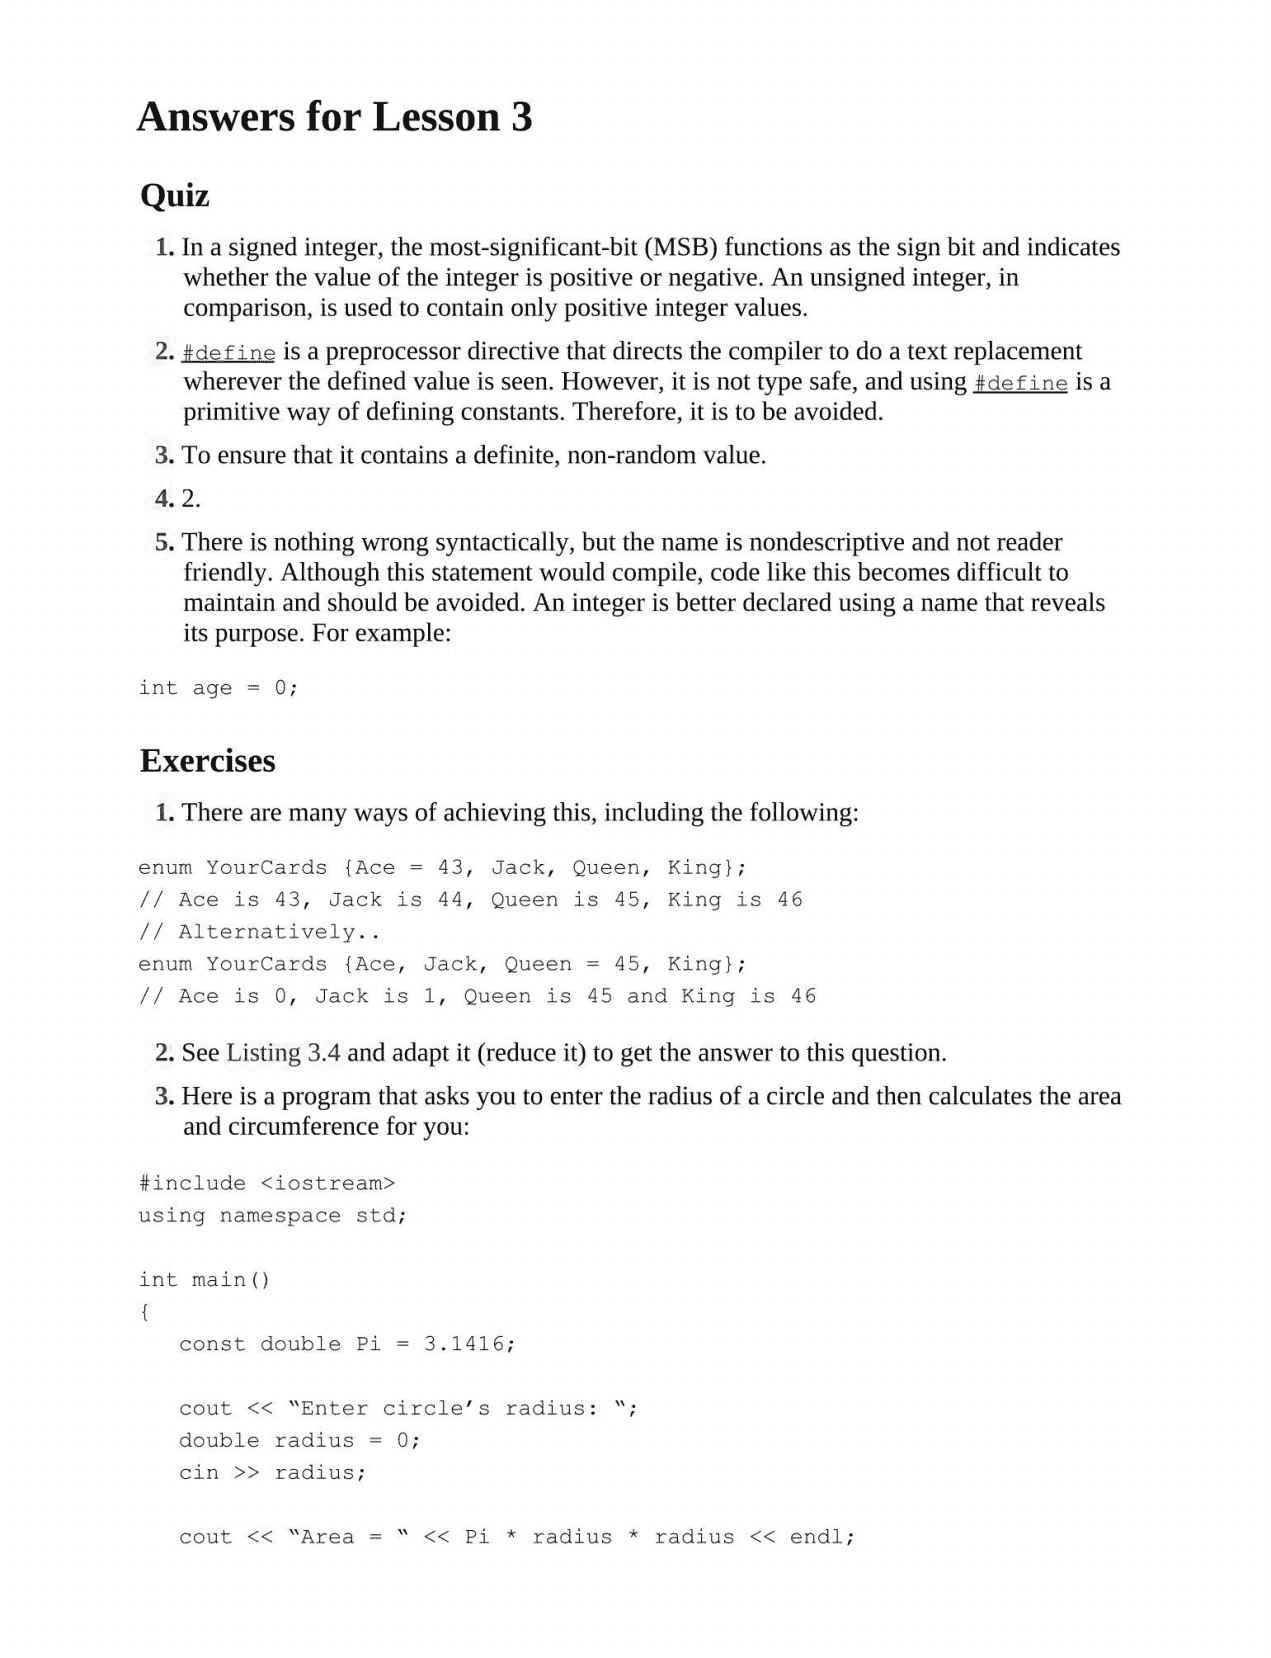 Answers for Lesson 3
Quiz
1. In a signed integer, the most-significant-bit (MSB) functions as the sign bit and indicates
whether the value of the integer is positive or negative. An unsigned integer, in
comparison, is used to contain only positive integer values.
2. #define is a preprocessor directive that directs the compiler to do a text replacement
wherever the defined value is seen. However, it is not type safe, and using #define is a
primitive way of defining constants. Therefore, it is to be avoided.
3. To ensure that it contains a definite, non-random value.
4. 2.
5. There is nothing wrong syntactically, but the name is nondescriptive and not reader
friendly. Although this statement would compile, code like this becomes difficult to
maintain and should be avoided. An integer is better declared using a name that reveals
its purpose. For example:
int age = 0;
Exercises
1. There are many ways of achieving this, including the following:
enum YourCards {Ace = 43, Jack, Queen, King};
// Ace is 43, Jack is 44, Queen is 45, King is 46
// Alternatively..
enum YourCards {Ace, Jack, Queen = 45, King};
// Ace is 0, Jack is 1, Queen is 45 and King is 46
2. See Listing 3.4 and adapt it (reduce it) to get the answer to this question.
3. Here is a program that asks you to enter the radius of a circle and then calculates the area
and circumference for you:
#include <iostream>
using namespace std;
int main()
{
const double Pi = 3.1416;
cout << “Enter circle’s radius: “;
double radius = 0;
cin >> radius;
cout << “Area = “ << Pi * radius * radius << endl;